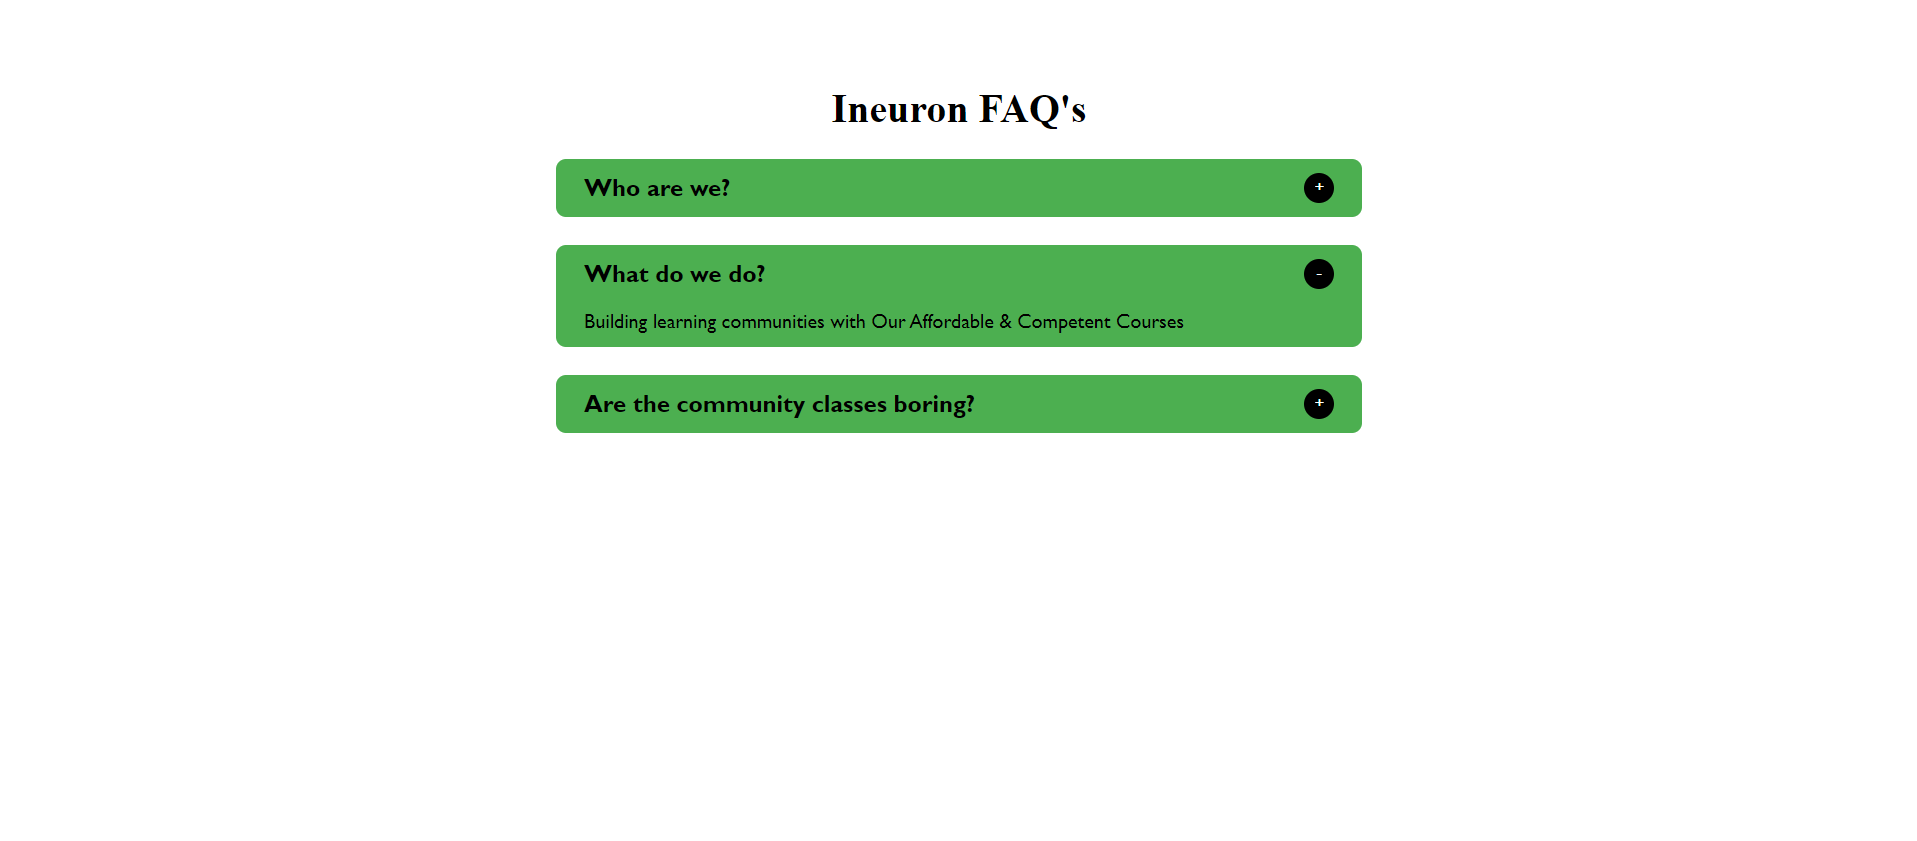 Ineuron FAQ's
Who are we? +
What do we do? -
Building learning communities with Our Affordable & Competent Courses
Are the community classes boring? +